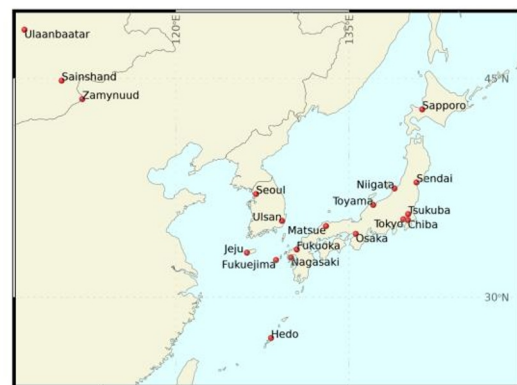 120°E
135°E
Ulaanbaatar
45°N
Sainshand
Zamynuud
Sapporo
Sendai
Niigata
Seoul
Toyama
Tsukuba
Ulsan
Matsue
Tokyo
Chiba
Osaka
Jeju
Fukuoka
Fukuejima
Nagasaki
30°N
Hedo